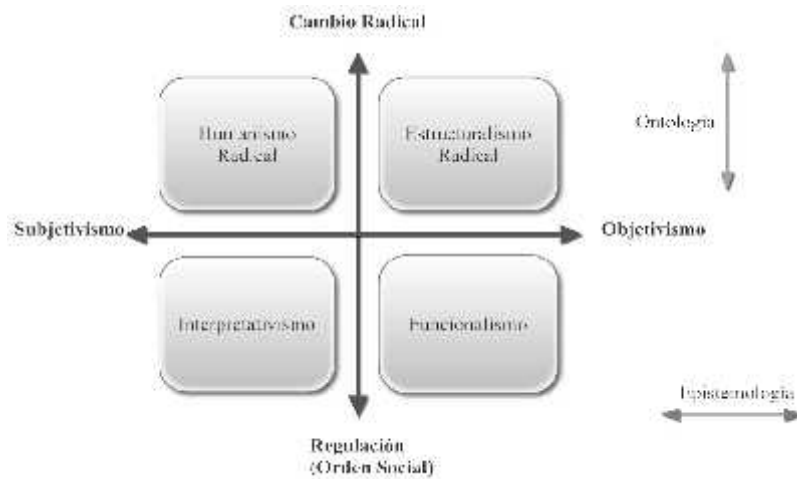 Cambio Radical
Humanismo
Radical
Estructuralismo
Radical
Ontología
Subjetivismo
Objetivismo
Interpretativismo
Funcionalismo
Epistemología
Regulación
(Orden Social)